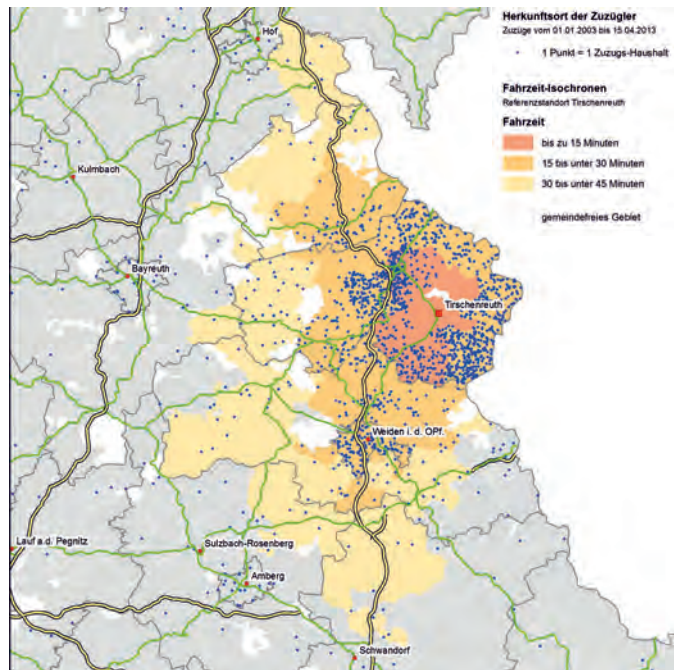 Herkunftsort der Zuzügler
Zuzüge vom 01.01.2003 bis 15.04.2013
1 Punkt = 1 Zuzugs-Haushalt
Fahrzeit-Isochronen
Referenzstandort Tirschenreuth
Fahrzeit
bis zu 15 Minuten
15 bis unter 30 Minuten
30 bis unter 45 Minuten
gemeindefreies Gebiet
Hof
Kulmbach
Bayreuth
Tirschenreuth
Weiden i. d. OPf.
Lauf a.d. Pegnitz
Sulzbach-Rosenberg
Amberg
Schwandorf